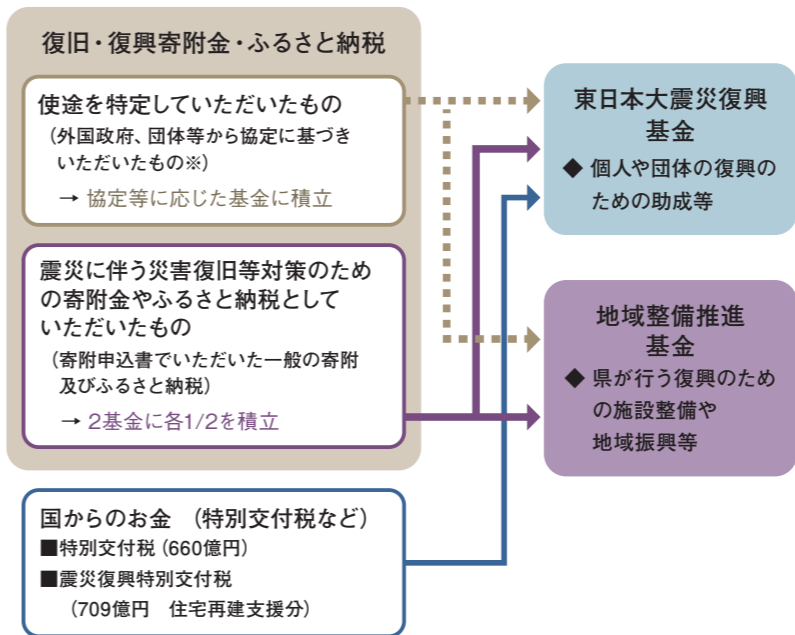 復旧・復興寄附金・ふるさと納税
使途を特定していただいたもの
（外国政府、団体等から協定に基づき
いただいたもの※）
→ 協定等に応じた基金に積立
震災に伴う災害復旧等対策のため
の寄附金やふるさと納税として
いただいたもの
（寄附申込書でいただいた一般の寄附
及びふるさと納税）
→ 2基金に各1/2を積立
国からのお金　（特別交付税など）
■特別交付税（660億円）
■震災復興特別交付税
（709億円　住宅再建支援分）
東日本大震災復興
基金
◆ 個人や団体の復興の
ための助成等
地域整備推進
基金
◆ 県が行う復興のため
の施設整備や
地域振興等